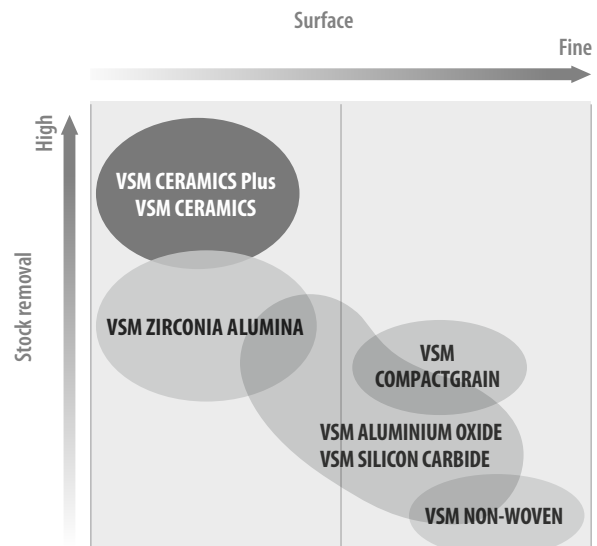 Surface
Fine
High
Stock removal
VSM CERAMICS Plus
VSM CERAMICS
VSM ZIRCONIA ALUMINA
VSM
COMPACTGRAIN
VSM ALUMINIUM OXIDE
VSM SILICON CARBIDE
VSM NON-WOVEN